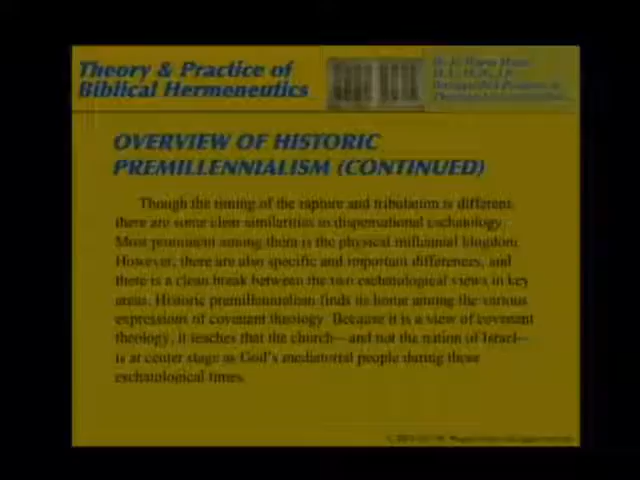 Theory & Practice of
Biblical Hermeneutics
OVERVIEW OF HISTORIC
PREMILLENNIALISM (CONTINUED)
Though the timing of the rapture and tribulation is different,
there are some clear similarities to dispensational eschatology.
Most prominent among them is the physical millennial kingdom.
However, there are also specific and important differences, and
there is a clean break between the two eschatological views in key
areas. Historic premillennialism finds its home among the various
expressions of covenant theology. Because it is a view of covenant
theology, it teaches that the church—and not the nation of Israel—
is at center stage as God's mediatorial people during these
eschatological times.